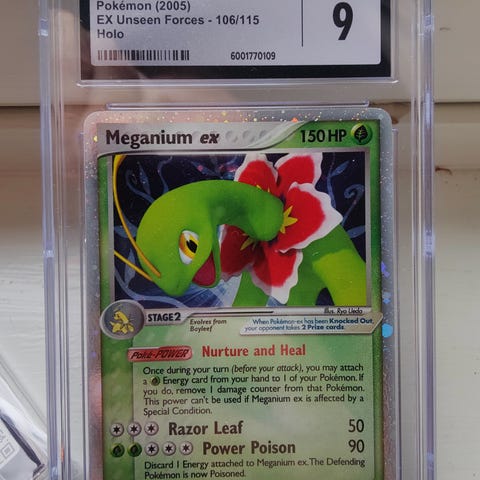 Pokémon (2005)
EX Unseen Forces - 106/115
Holo
9
6001770109
Meganium ex
150 HP
STAGE 2
Evolves from
Bayleef
Illus. Ryo Ueda
When Pokémon-ex has been Knocked Out,
your opponent takes 2 Prize cards.
Poké-POWER Nurture and Heal
Once during your turn (before your attack), you may attach
a Energy card from your hand to 1 of your Pokémon. If
you do, remove 1 damage counter from that Pokémon.
This power can't be used if Meganium ex is affected by a
Special Condition.
Razor Leaf 50
Power Poison 90
Discard 1 Energy attached to Meganium ex. The Defending
Pokémon is now Poisoned.